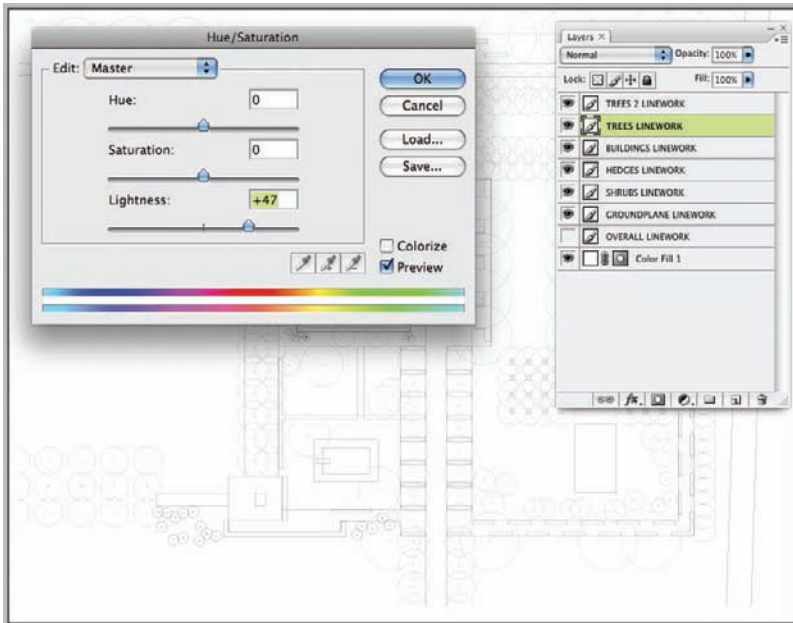 Hue/Saturation
Edit: Master
Hue: 0
Saturation: 0
Lightness: +47
OK
Cancel
Load...
Save...
Colorize
Preview
Layers ×
Normal Opacity: 100%
Lock: Fill: 100%
TREES 2 LINEWORK
TREES LINEWORK
BUILDINGS LINEWORK
HEDGES LINEWORK
SHRUBS LINEWORK
GROUNDPLANE LINEWORK
OVERALL LINEWORK
Color Fill 1
fx.